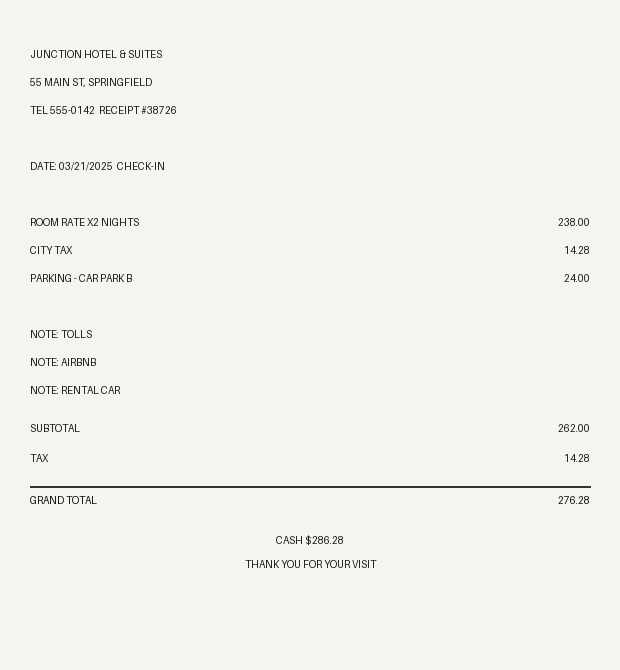 JUNCTION HOTEL & SUITES
55 MAIN ST, SPRINGFIELD
TEL 555-0142 RECEIPT #38726
DATE: 03/21/2025 CHECK-IN
ROOM RATE X2 NIGHTS 238.00
CITY TAX 14.28
PARKING - CAR PARK B 24.00
NOTE: TOLLS
NOTE: AIRBNB
NOTE: RENTAL CAR
SUBTOTAL 262.00
TAX 14.28
GRAND TOTAL 276.28
CASH $286.28
THANK YOU FOR YOUR VISIT